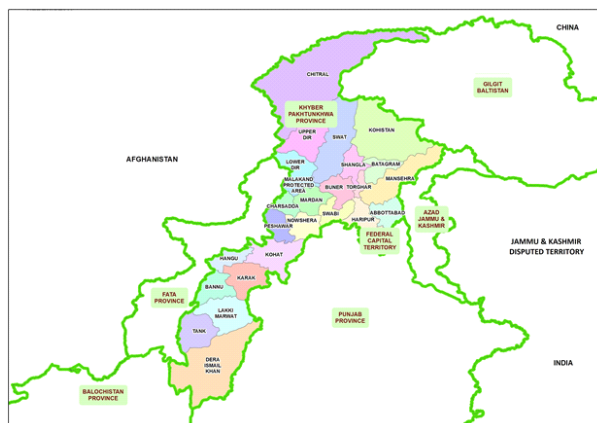 CHINA
CHITRAL
GILGIT
BALTISTAN
KHYBER
PAKHTUNKHWA
PROVINCE
UPPER
DIR
SWAT
KOHISTAN
AFGHANISTAN
LOWER
DIR
SHANGLA
BATAGRAM
MANSEHRA
MALAKAND
PROTECTED
AREA
BUNER
TORGHAR
CHARSADDA
MARDAN
PESHAWAR
NOWSHERA
SWABI
HARIPUR
ABBOTTABAD
AZAD
JAMMU &
KASHMIR
FEDERAL
CAPITAL
TERRITORY
JAMMU & KASHMIR
DISPUTED TERRITORY
HANGU
KOHAT
KARAK
BANNU
FATA
PROVINCE
LAKKI
MARWAT
PUNJAB
PROVINCE
TANK
DERA
ISMAIL
KHAN
INDIA
BALOCHISTAN
PROVINCE